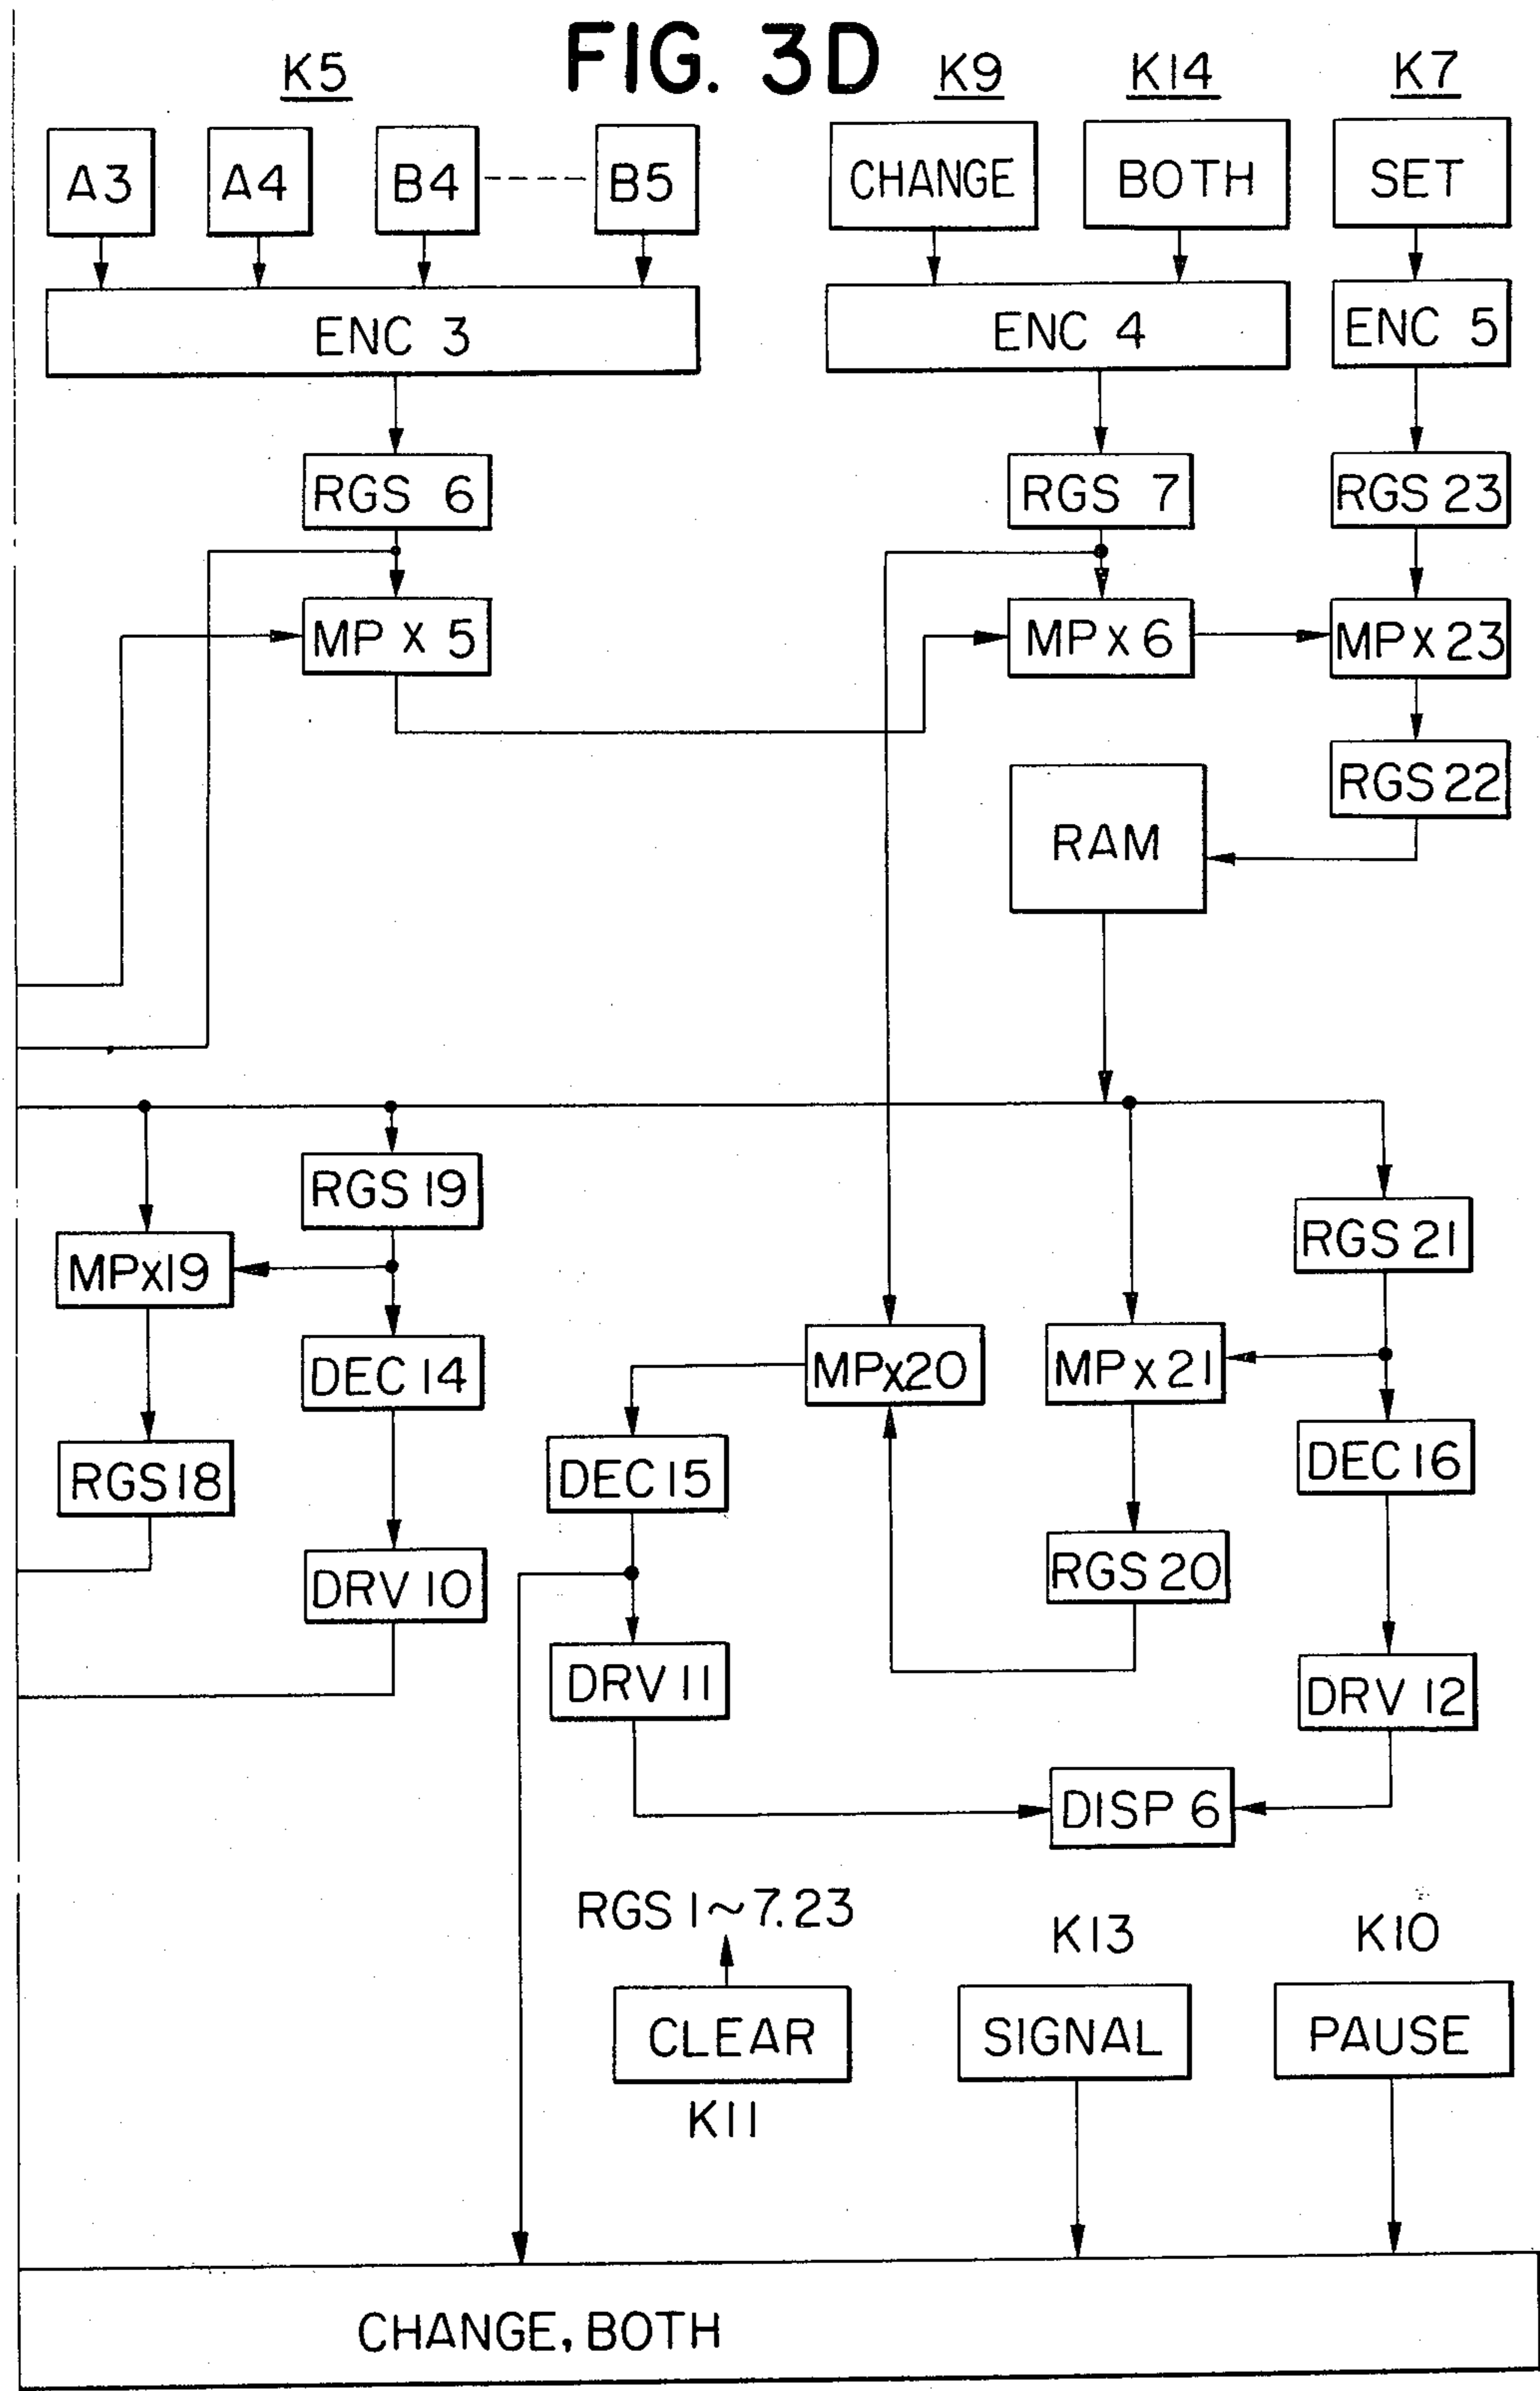 FIG. 3D
K5
K9
K14
K7
A3
A4
B4
B5
CHANGE
BOTH
SET
ENC 3
ENC 4
ENC 5
RGS 6
RGS 7
RGS 23
MP X 5
MP X 6
MP X 23
RGS 22
RAM
RGS 19
MPX19
RGS 21
DEC 14
MPX20
MPX 21
RGS 18
DEC 15
DEC 16
DRV 10
RGS 20
DRV 11
DRV 12
DISP 6
RGS 1~7.23
K13
K10
CLEAR
SIGNAL
PAUSE
K11
CHANGE, BOTH